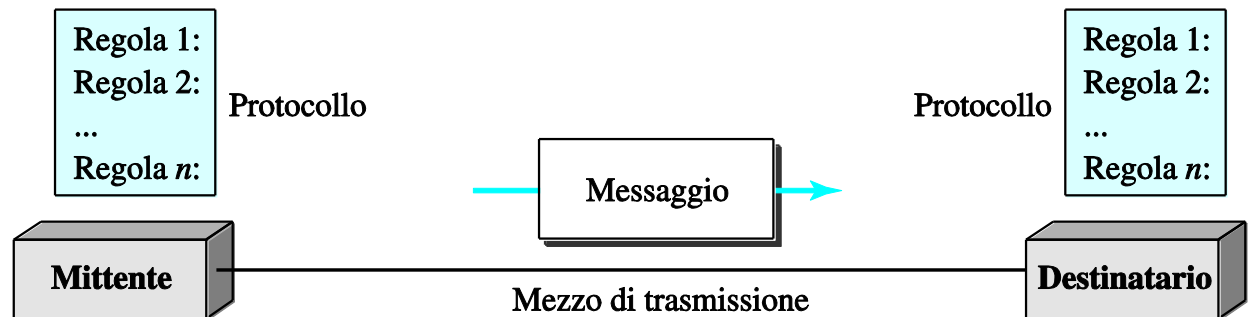 Regola 1:
Regola 2:
...
Regola n:
Protocollo
Mittente
Messaggio
Mezzo di trasmissione
Protocollo
Regola 1:
Regola 2:
...
Regola n:
Destinatario